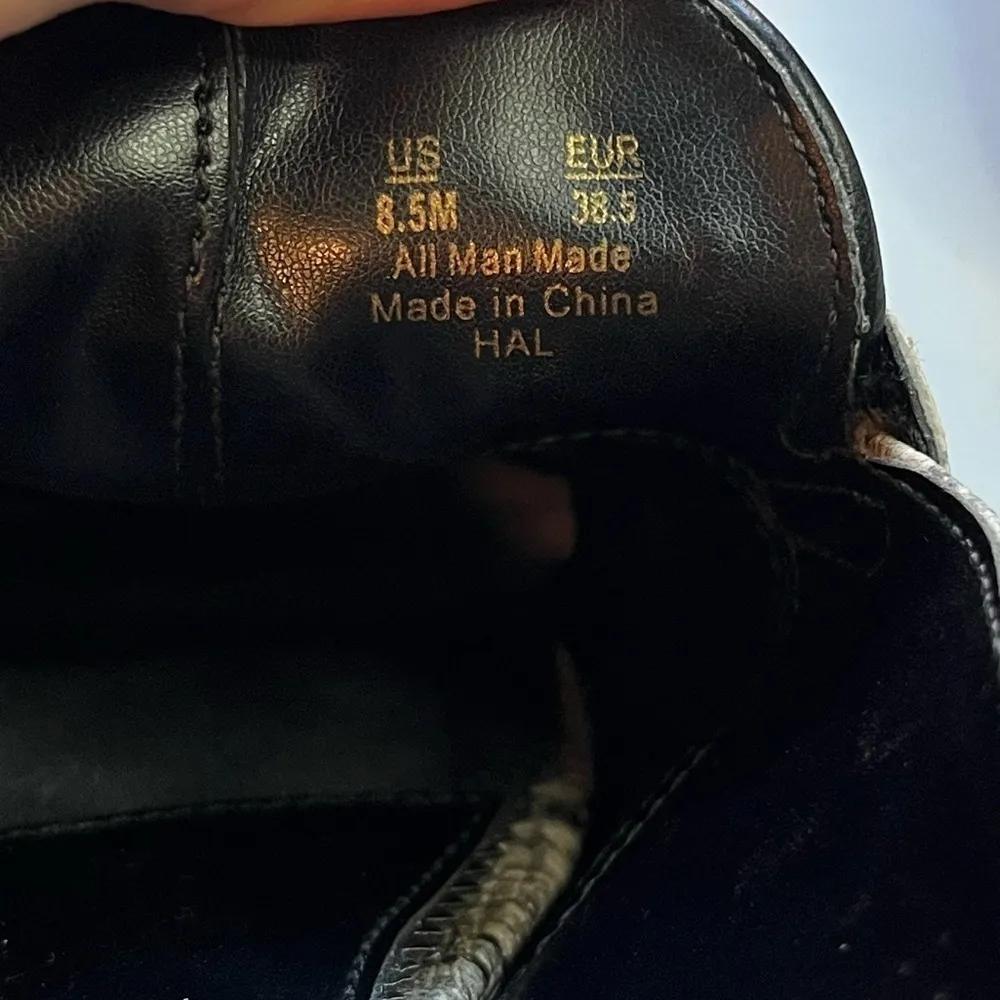 US EUR
8.5M 38.5
All Man Made
Made in China
HAL